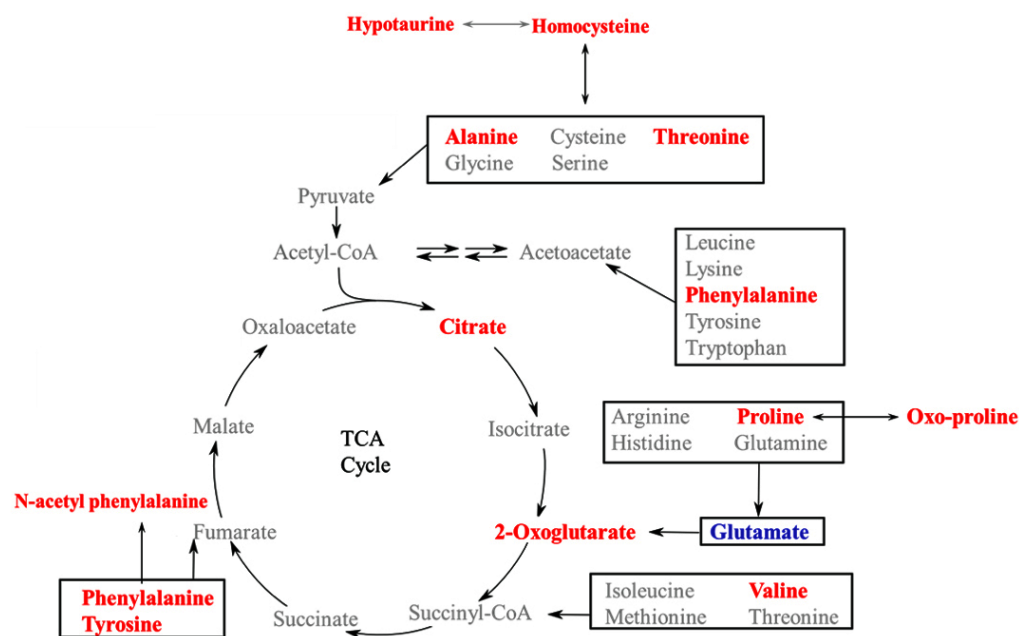 Hypotaurine Homocysteine
Alanine Cysteine Threonine
Glycine Serine
Pyruvate
Acetyl-CoA Acetoacetate
Leucine
Lysine
Phenylalanine
Tyrosine
Tryptophan
Oxaloacetate Citrate
Malate TCA Isocitrate
Cycle
Arginine Proline Oxo-proline
Histidine Glutamine
N-acetyl phenylalanine
Fumarate 2-Oxoglutarate Glutamate
Phenylalanine
Tyrosine
Succinate Succinyl-CoA
Isoleucine Valine
Methionine Threonine